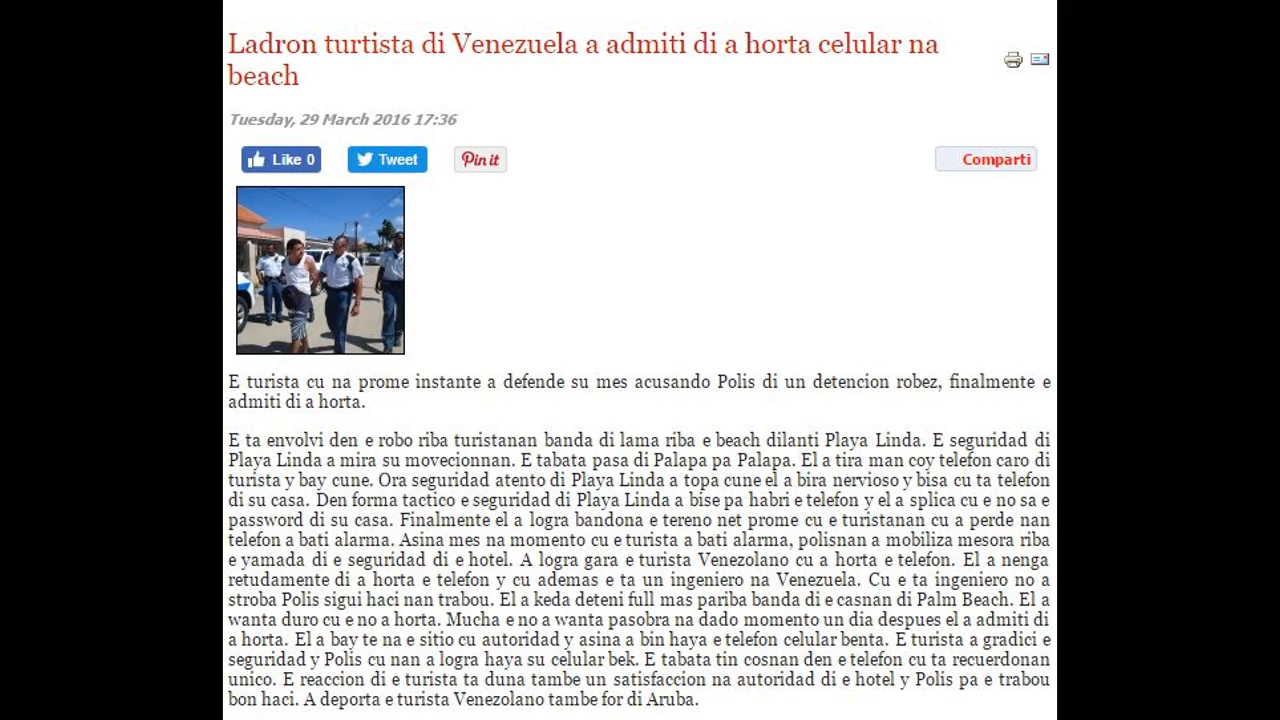 Ladron turtista di Venezuela a admiti di a horta celular na
beach
Tuesday, 29 March 2016 17:36
Like 0 Tweet Pin it Comparti
E turista cu na prome instante a defende su mes acusando Polis di un detencion robez, finalmente e
admiti di a horta.
E ta envolvi den e robo riba turistanan banda di lama riba e beach dilanti Playa Linda. E seguridad di
Playa Linda a mira su movecionnan. E tabata pasa di Palapa pa Palapa. El a tira man coy telefon caro di
turista y bay cune. Ora seguridad atento di Playa Linda a topa cune el a bira nervioso y bisa cu ta telefon
di su casa. Den forma tactico e seguridad di Playa Linda a bise pa habri e telefon y el a splica cu e no sa e
password di su casa. Finalmente el a logra bandona e tereno net prome cu e turistanan cu a perde nan
telefon a bati alarma. Asina mes na momento cu e turista a bati alarma, polisnan a mobiliza mesora riba
e yamada di e seguridad di e hotel. A logra gara e turista Venezolano cu a horta e telefon. El a nenga
retudamente di a horta e telefon y cu ademas e ta un ingeniero na Venezuela. Cu e ta ingeniero no a
stroba Polis sigui haci nan trabou. El a keda deteni full mas pariba banda di e casnan di Palm Beach. El a
wanta duro cu e no a horta. Mucha e no a wanta pasobra na dado momento un dia despues el a admiti di
a horta. El a bay te na e sitio cu autoridad y asina a bin haya e telefon celular benta. E turista a gradici e
seguridad y Polis cu nan a logra haya su celular bek. E tabata tin cosnan den e telefon cu ta recuerdonan
unico. E reaccion di e turista ta duna tambe un satisfaccion na autoridad di e hotel y Polis pa e trabou
bon haci. A deporta e turista Venezolano tambe for di Aruba.